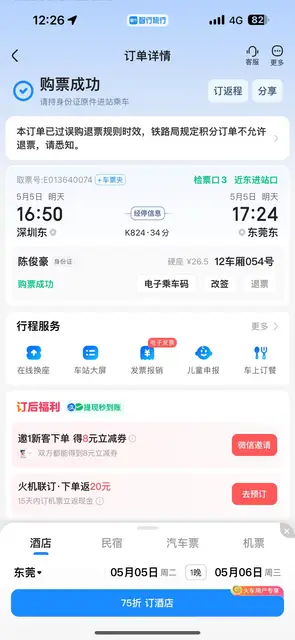 12:26
智行旅行
4G 82
订单详情
客服
更多
购票成功
请持身份证原件进站乘车
订返程
分享
本订单已过误购退票规则时效，铁路局规定积分订单不允许
退票，请悉知。
取票号:E013640074
+车票夹
检票口3 近东进站口
5月5日 明天
5月5日 明天
16:50
经停信息
17:24
深圳东
K824·34分
东莞东
陈俊豪 身份证
硬座 ¥26.5 12车厢054号
购票成功
电子乘车码
改签
退票
行程服务
更多
电子发票
在线换座
车站大屏
发票报销
儿童申报
车上订餐
订后福利
提现秒到账
邀1新客下单 得8元立减券
双方都能得到8元立减券
微信邀请
火机联订·下单返20元
15天内订机票立返现金
去预订
酒店
民宿
汽车票
机票
东莞
05月05日 周二
1晚
05月06日 周三
火车用户专享
75折 订酒店